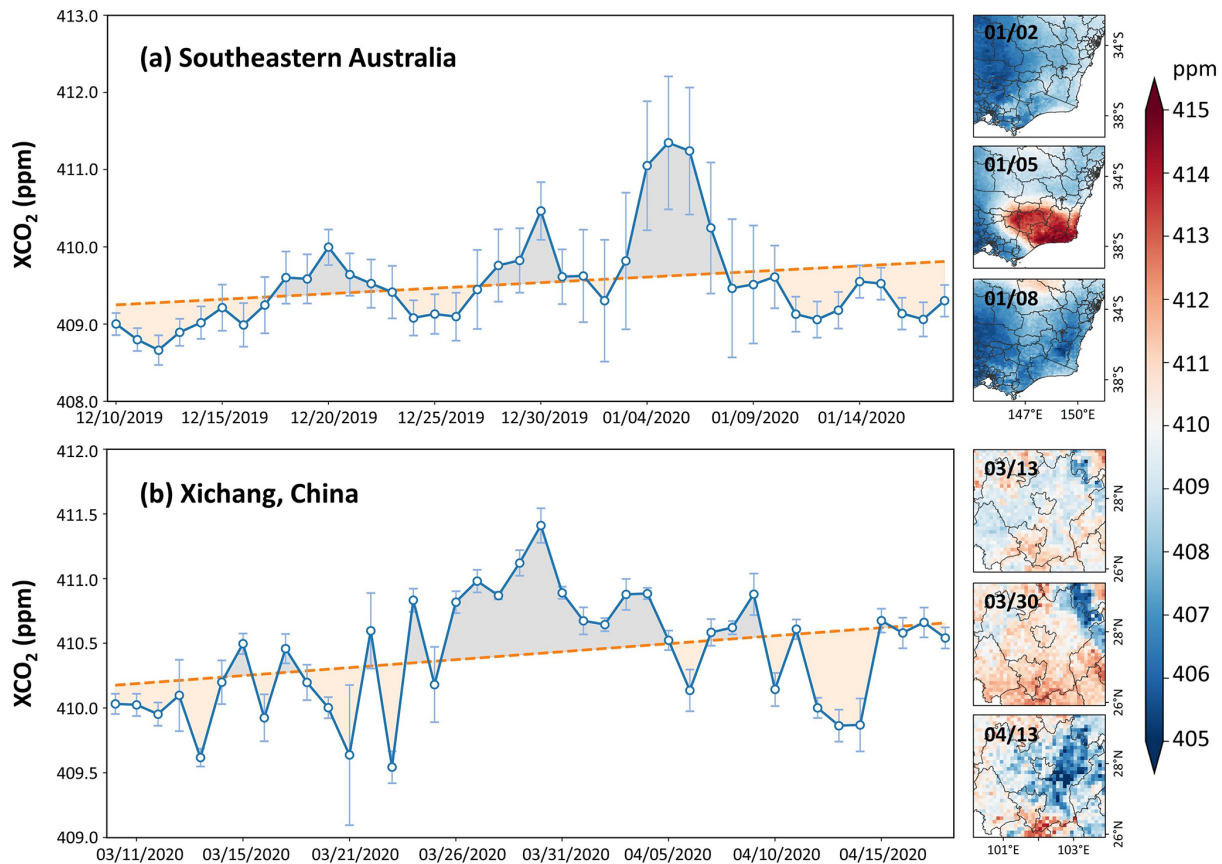 (a) Southeastern Australia
XCO₂ (ppm)
413.0
412.0
411.0
410.0
409.0
408.0
12/10/2019 12/15/2019 12/20/2019 12/25/2019 12/30/2019 01/04/2020 01/09/2020 01/14/2020
01/02
34°S
38°S
01/05
34°S
38°S
01/08
34°S
38°S
147°E 150°E
(b) Xichang, China
XCO₂ (ppm)
412.0
411.5
411.0
410.5
410.0
409.5
409.0
03/11/2020 03/15/2020 03/21/2020 03/26/2020 03/31/2020 04/05/2020 04/10/2020 04/15/2020
03/13
28°N
26°N
03/30
28°N
26°N
04/13
28°N
26°N
101°E 103°E
ppm
415
414
413
412
411
410
409
408
407
406
405